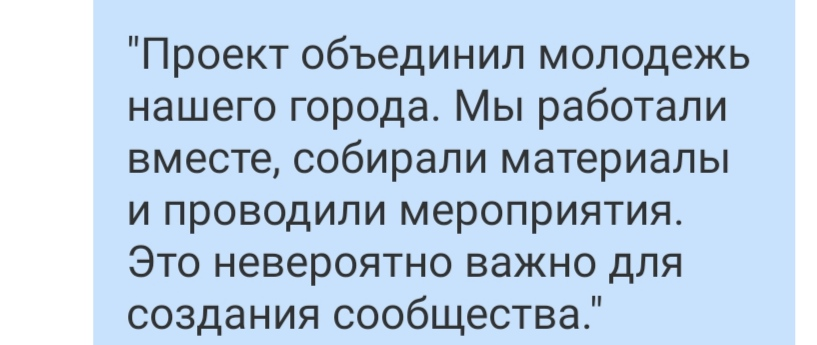 "Проект объединил молодежь
нашего города. Мы работали
вместе, собирали материалы
и проводили мероприятия.
Это невероятно важно для
создания сообщества."